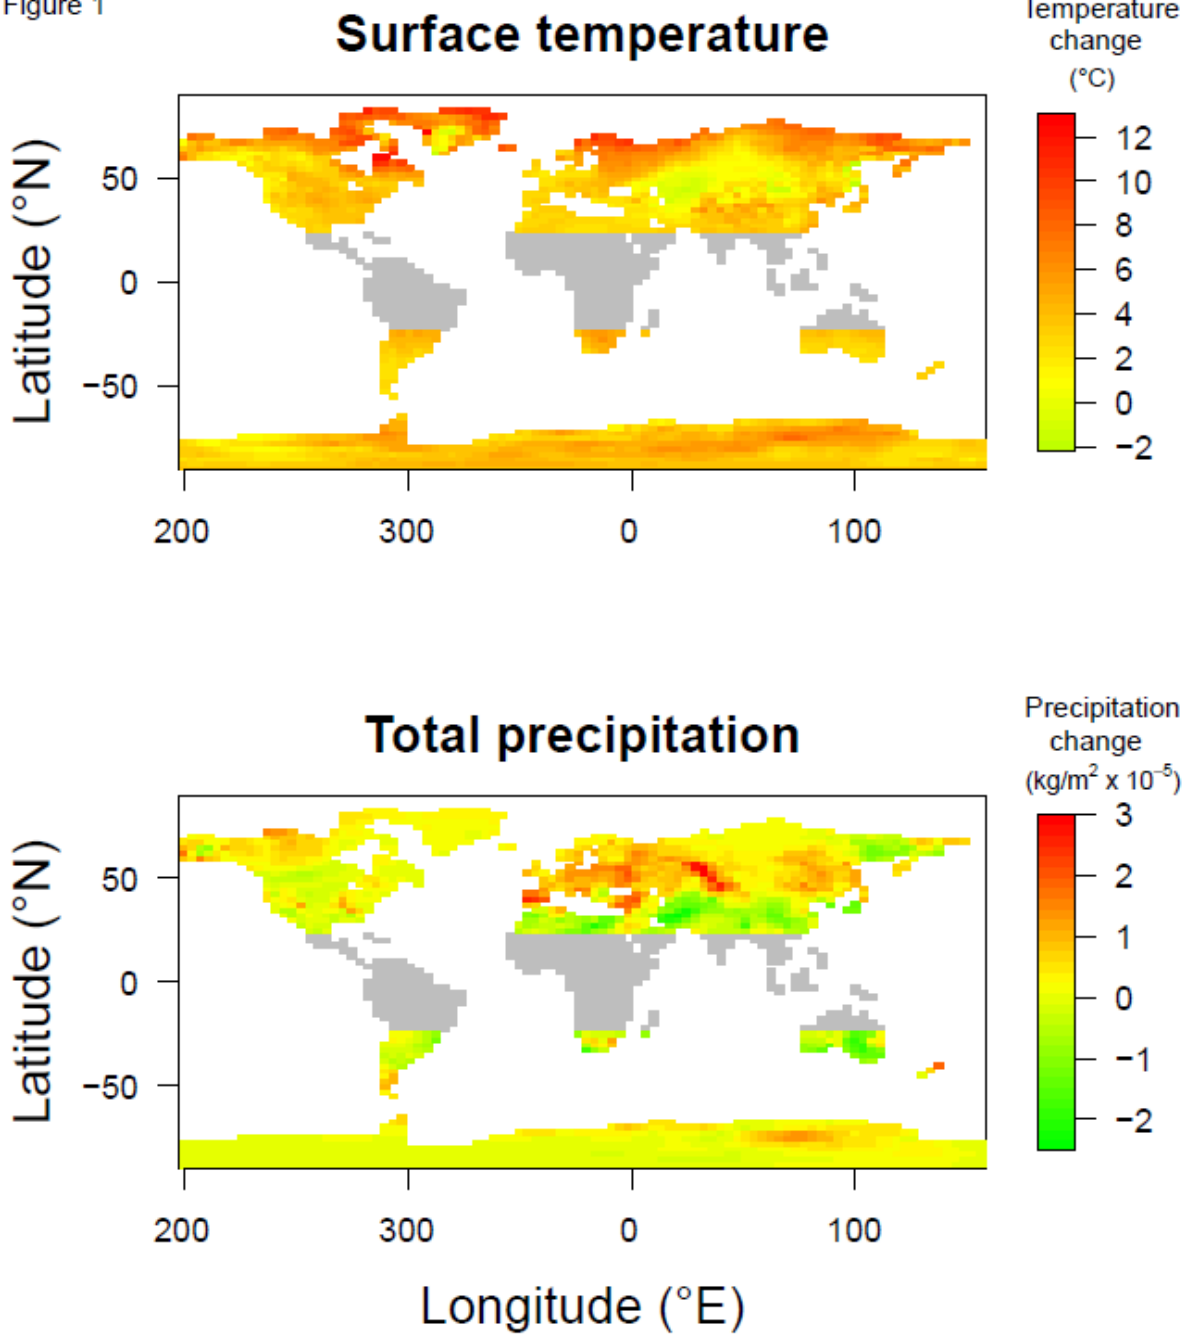 Figure 1
Surface temperature
Temperature
change
(°C)
Latitude (°N)
50
0
−50
200
300
0
100
12
10
8
6
4
2
0
−2
Total precipitation
Precipitation
change
(kg/m² x 10⁻⁵)
Latitude (°N)
50
0
−50
200
300
0
100
3
2
1
0
−1
−2
Longitude (°E)